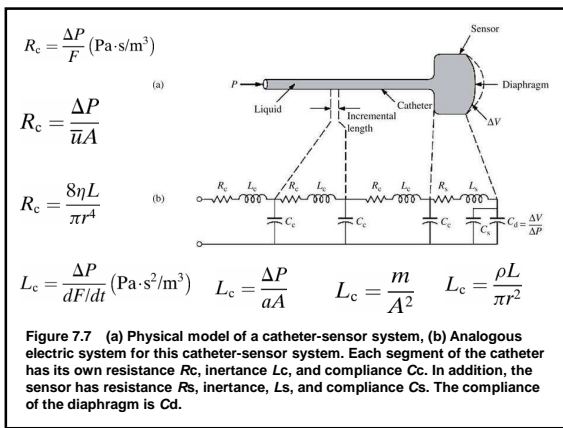 R_c = ΔP/F (Pa·s/m³)
R_c = ΔP/ūA
R_c = 8ηL/πr⁴
(a)
P
Liquid
Incremental length
Catheter
Sensor
Diaphragm
ΔV
(b)
R_c L_c R_c L_c R_c L_c R_s L_s
C_c C_c C_c C_s C_d = ΔV/ΔP
L_c = ΔP/dF/dt (Pa·s²/m³) L_c = ΔP/aA L_c = m/A² L_c = ρL/πr²
Figure 7.7 (a) Physical model of a catheter-sensor system, (b) Analogous
electric system for this catheter-sensor system. Each segment of the catheter
has its own resistance Rc, inertance Lc, and compliance Cc. In addition, the
sensor has resistance Rs, inertance, Ls, and compliance Cs. The compliance
of the diaphragm is Cd.